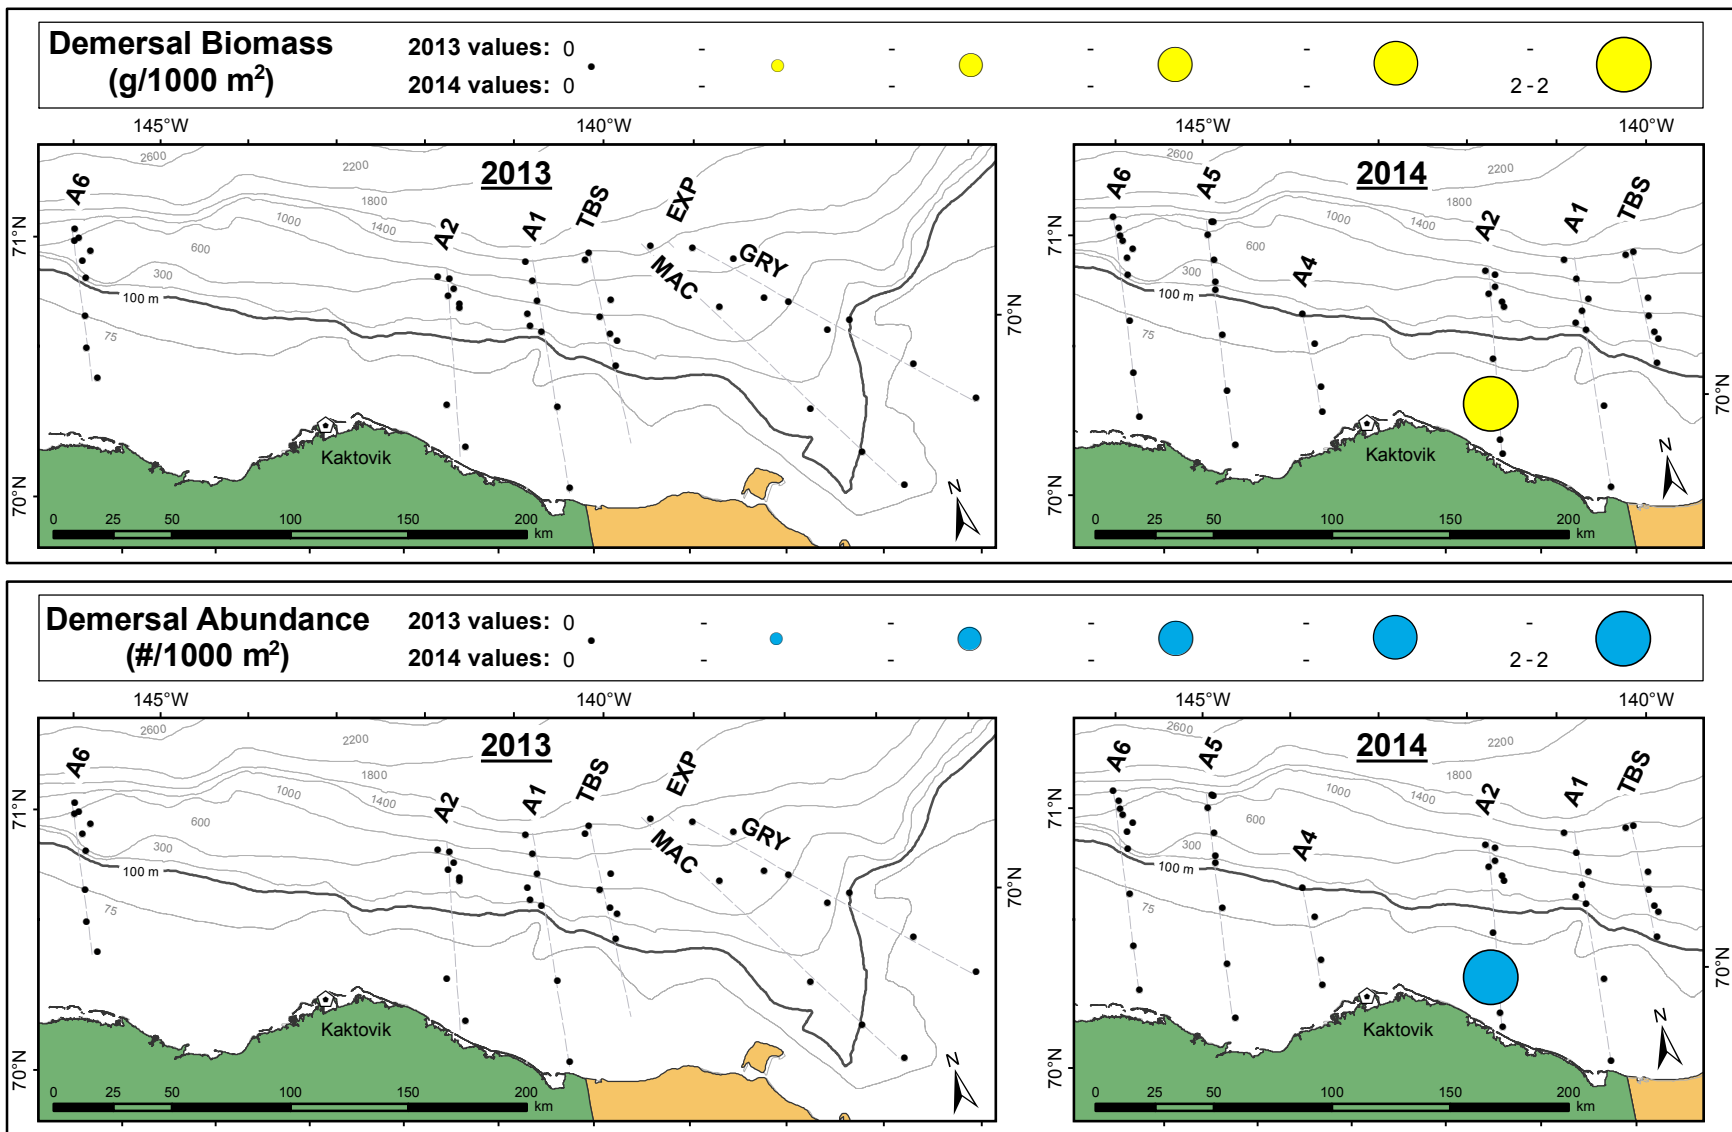 Demersal Biomass
(g/1000 m²)
2013 values: 0 - - - - -
2014 values: 0 - - - - 2 - 2
145°W 140°W 145°W 140°W
2013
2600
2200
1800
1400
1000
600
300
100 m
75
A6
A2
A1
TBS
EXP
MAC
GRY
71°N
70°N
70°N
Kaktovik
N
0 25 50 100 150 200
km
2014
2600
2200
1800
1400
1000
600
300
100 m
75
A6
A5
A4
A2
A1
TBS
71°N
70°N
70°N
Kaktovik
N
0 25 50 100 150 200
km
Demersal Abundance
(#/1000 m²)
2013 values: 0 - - - - -
2014 values: 0 - - - - 2 - 2
145°W 140°W 145°W 140°W
2013
2600
2200
1800
1400
1000
600
300
100 m
75
A6
A2
A1
TBS
EXP
MAC
GRY
71°N
70°N
70°N
Kaktovik
N
0 25 50 100 150 200
km
2014
2600
2200
1800
1400
1000
600
300
100 m
75
A6
A5
A4
A2
A1
TBS
71°N
70°N
70°N
Kaktovik
N
0 25 50 100 150 200
km